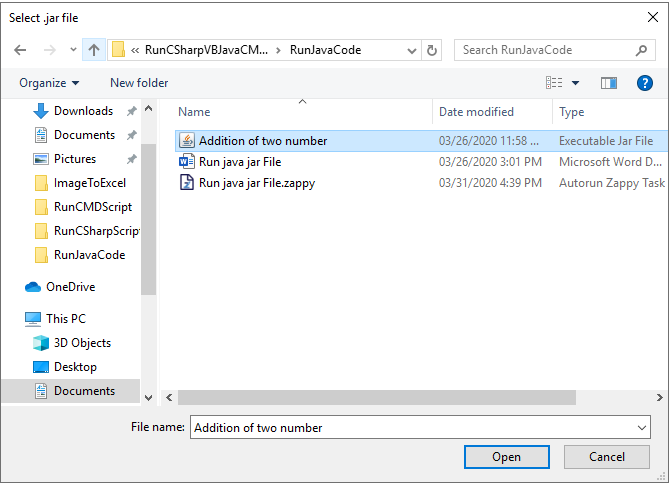 Select .jar file
« RunCSharpVBJavaCM... > RunJavaCode
Search RunJavaCode
Organize
New folder
Name
Date modified
Type
Downloads
Documents
Pictures
ImageToExcel
RunCMDScript
RunCSharpScrip
RunJavaCode
OneDrive
This PC
3D Objects
Desktop
Documents
Addition of two number 03/26/2020 11:58 ... Executable Jar File
Run java jar File 03/26/2020 3:01 PM Microsoft Word D...
Run java jar File.zappy 03/31/2020 4:39 PM Autorun Zappy Task
File name: Addition of two number
Open
Cancel